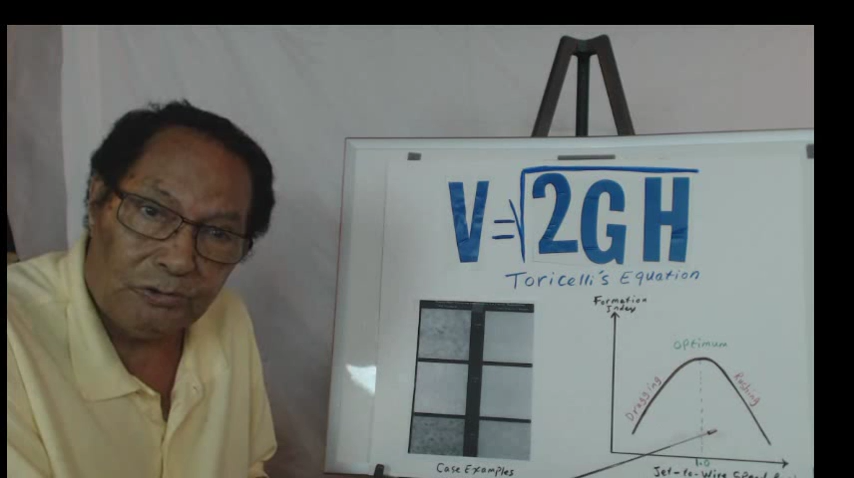 V=√2GH
Toricelli's Equation
Formation
Index
Optimum
Dragging
Rushing
1.0
Case Examples
Jet-to-Wire Speed